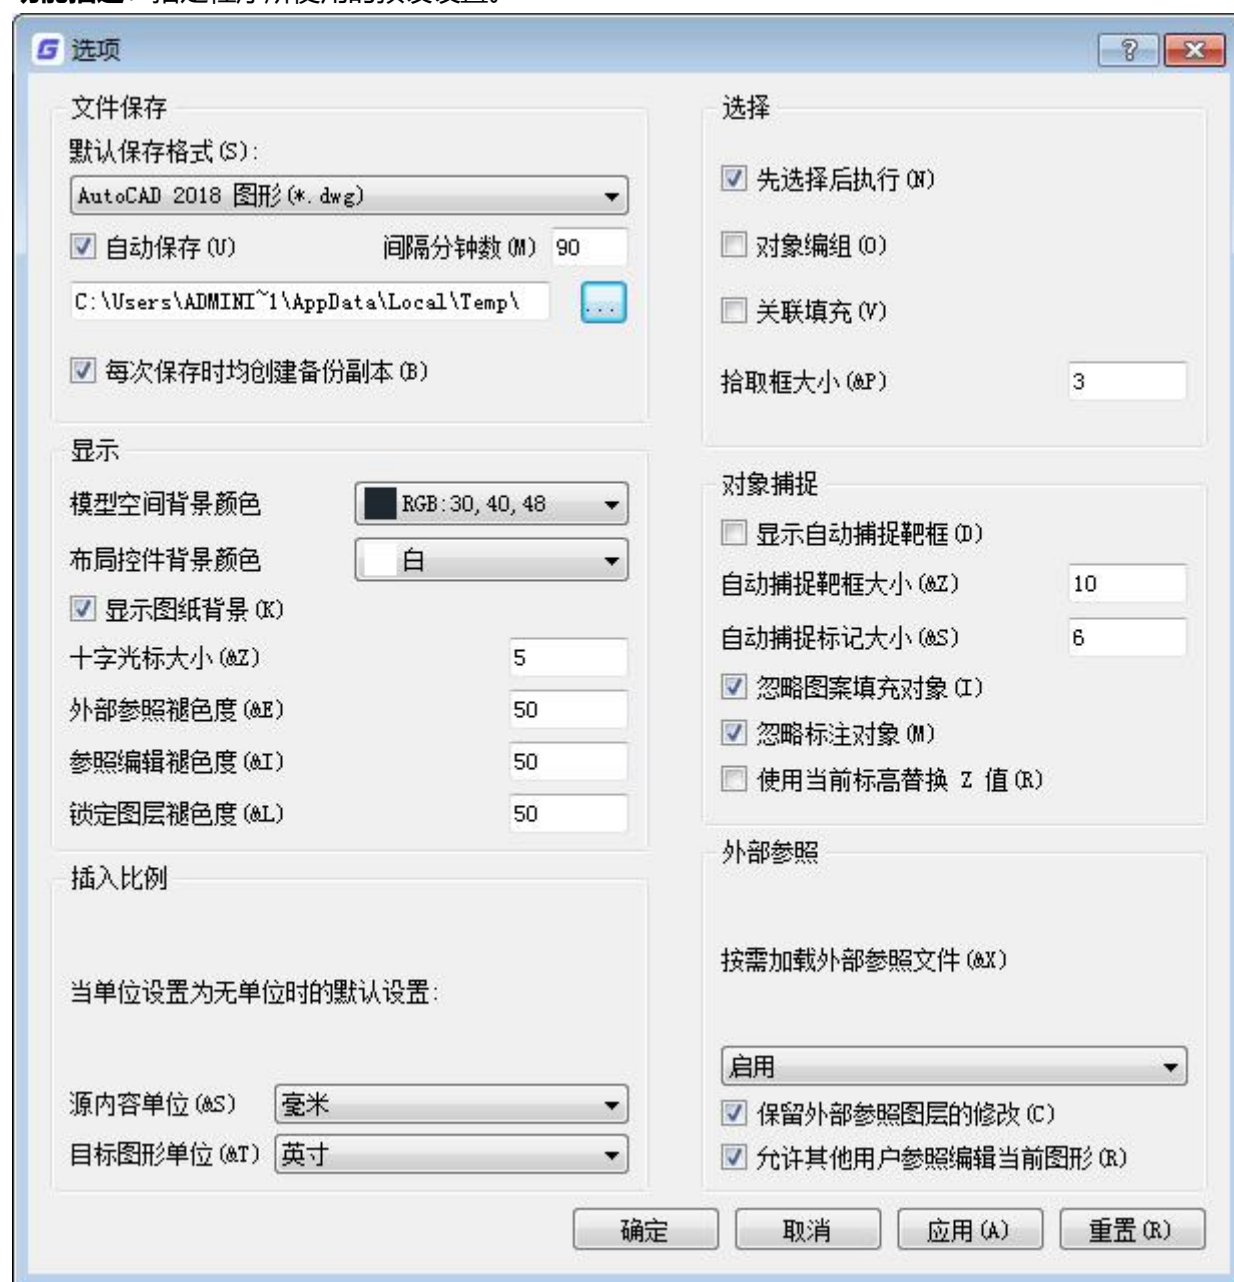 选项
文件保存
默认保存格式(S):
AutoCAD 2018 图形(*.dwg)
自动保存(U) 间隔分钟数(M) 90
C:\Users\ADMINI~1\AppData\Local\Temp\
...
每次保存时均创建备份副本(B)
显示
模型空间背景颜色 RGB:30,40,48
布局控件背景颜色 白
显示图纸背景(K)
十字光标大小(&Z) 5
外部参照褪色度(&E) 50
参照编辑褪色度(&I) 50
锁定图层褪色度(&L) 50
插入比例
当单位设置为无单位时的默认设置:
源内容单位(&S) 毫米
目标图形单位(&T) 英寸
选择
先选择后执行(N)
对象编组(O)
关联填充(V)
拾取框大小(&P) 3
对象捕捉
显示自动捕捉靶框(D)
自动捕捉靶框大小(&Z) 10
自动捕捉标记大小(&S) 6
忽略图案填充对象(I)
忽略标注对象(M)
使用当前标高替换 Z 值(R)
外部参照
按需加载外部参照文件(&X)
启用
保留外部参照图层的修改(C)
允许其他用户参照编辑当前图形(R)
确定 取消 应用(A) 重置(R)